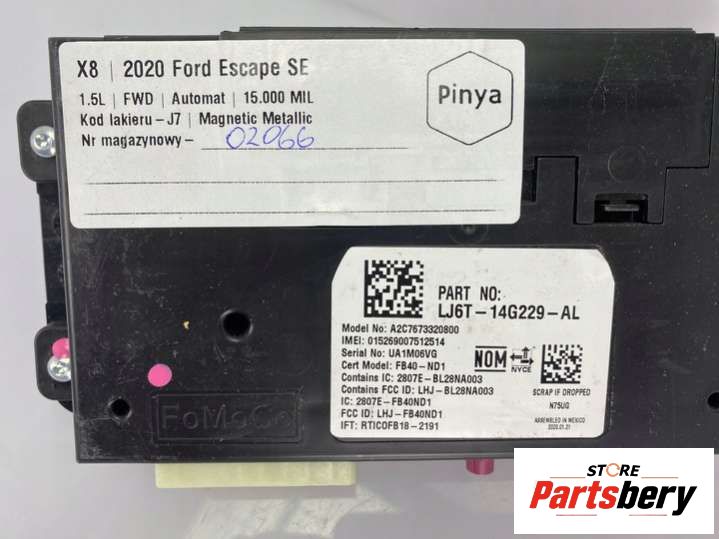 X8 | 2020 Ford Escape SE
1.5L | FWD | Automat | 15.000 MIL
Kod lakieru – J7 | Magnetic Metallic
Nr magazynowy – 02066
Pinya
PART NO:
LJ6T-14G229-AL
Model No: A2C7673320800
IMEI: 015269007512514
Serial No: UA1M06VG
Cert Model: FB40-ND1
Contains IC: 2807E-BL28NA003
Contains FCC ID: LHJ-BL28NA003
IC: 2807E-FB40ND1
FCC ID: LHJ-FB40ND1
IFT: RTICOFB18-2191
NOM
NYCE
SCRAP IF DROPPED
N75UG
ASSEMBLED IN MEXICO
2020.01.21
FoMoCo
STORE
Partsbery